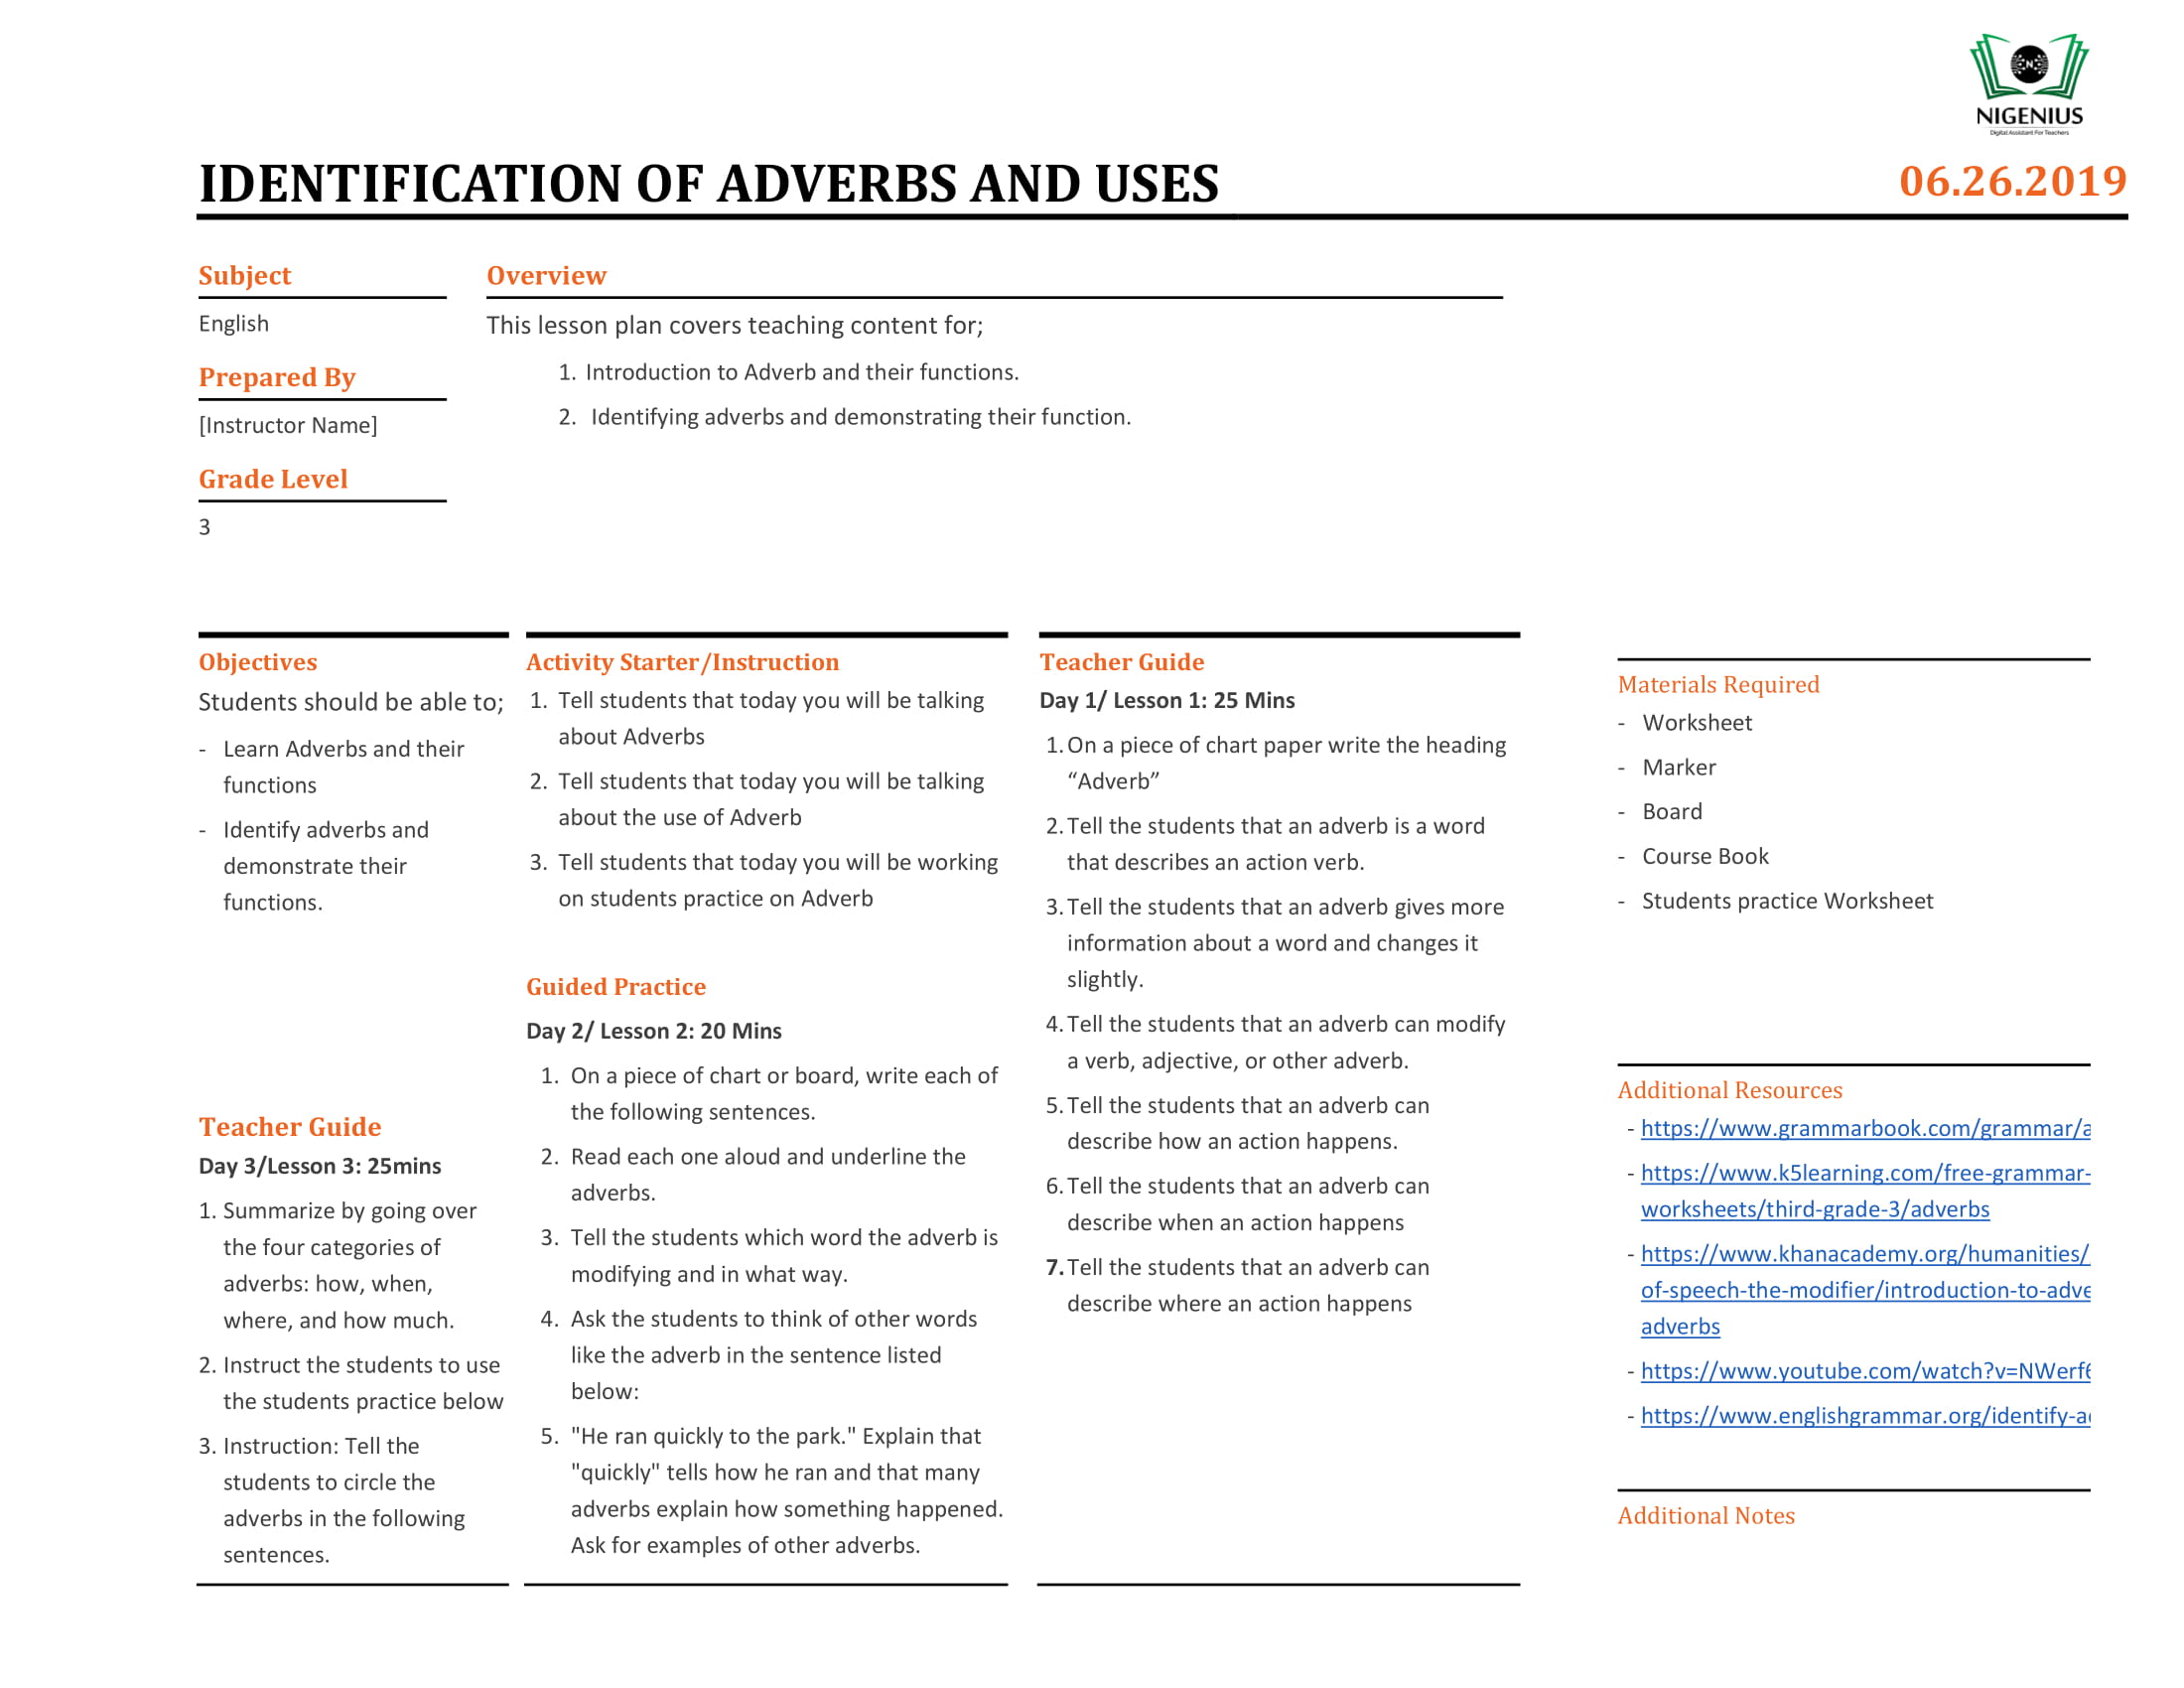 NIGENIUS
Digital Assistant For Teachers
IDENTIFICATION OF ADVERBS AND USES
06.26.2019
Subject
English
Prepared By
[Instructor Name]
Grade Level
3
Overview
This lesson plan covers teaching content for;
1. Introduction to Adverb and their functions.
2. Identifying adverbs and demonstrating their function.
Objectives
Students should be able to;
- Learn Adverbs and their
functions
- Identify adverbs and
demonstrate their
functions.
Teacher Guide
Day 3/Lesson 3: 25mins
1. Summarize by going over
the four categories of
adverbs: how, when,
where, and how much.
2. Instruct the students to use
the students practice below
3. Instruction: Tell the
students to circle the
adverbs in the following
sentences.
Activity Starter/Instruction
1. Tell students that today you will be talking
about Adverbs
2. Tell students that today you will be talking
about the use of Adverb
3. Tell students that today you will be working
on students practice on Adverb
Guided Practice
Day 2/ Lesson 2: 20 Mins
1. On a piece of chart or board, write each of
the following sentences.
2. Read each one aloud and underline the
adverbs.
3. Tell the students which word the adverb is
modifying and in what way.
4. Ask the students to think of other words
like the adverb in the sentence listed
below:
5. "He ran quickly to the park." Explain that
"quickly" tells how he ran and that many
adverbs explain how something happened.
Ask for examples of other adverbs.
Teacher Guide
Day 1/ Lesson 1: 25 Mins
1. On a piece of chart paper write the heading
“Adverb”
2. Tell the students that an adverb is a word
that describes an action verb.
3. Tell the students that an adverb gives more
information about a word and changes it
slightly.
4. Tell the students that an adverb can modify
a verb, adjective, or other adverb.
5. Tell the students that an adverb can
describe how an action happens.
6. Tell the students that an adverb can
describe when an action happens
7. Tell the students that an adverb can
describe where an action happens
Materials Required
- Worksheet
- Marker
- Board
- Course Book
- Students practice Worksheet
Additional Resources
- https://www.grammarbook.com/grammar/a
- https://www.k5learning.com/free-grammar-
worksheets/third-grade-3/adverbs
- https://www.khanacademy.org/humanities/
of-speech-the-modifier/introduction-to-adve
adverbs
- https://www.youtube.com/watch?v=NWerf
- https://www.englishgrammar.org/identify-a
Additional Notes